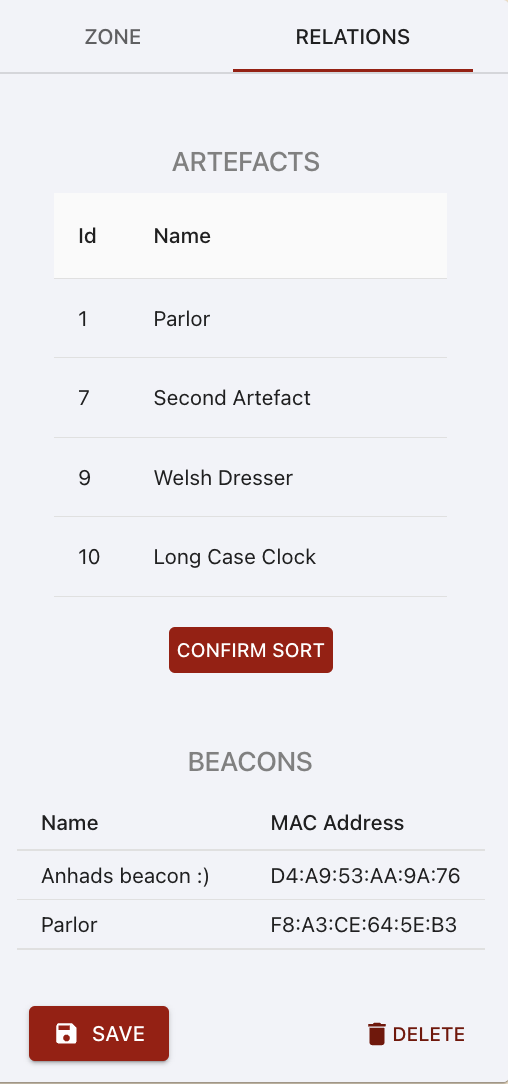 ZONE RELATIONS
ARTEFACTS
Id Name
1 Parlor
7 Second Artefact
9 Welsh Dresser
10 Long Case Clock
CONFIRM SORT
BEACONS
Name MAC Address
Anhads beacon :) D4:A9:53:AA:9A:76
Parlor F8:A3:CE:64:5E:B3
SAVE DELETE